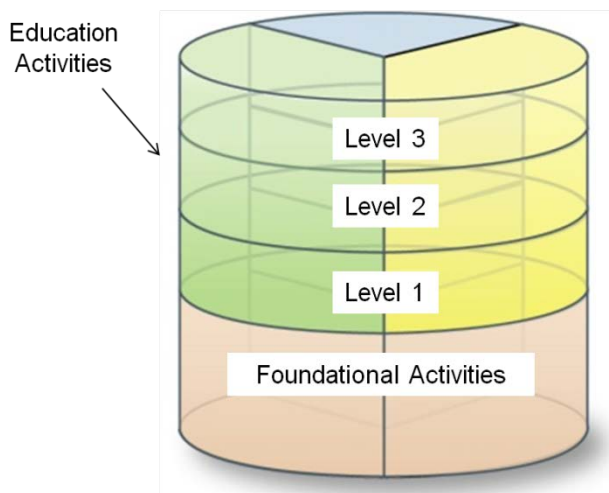 Education
Activities
Level 3
Level 2
Level 1
Foundational Activities